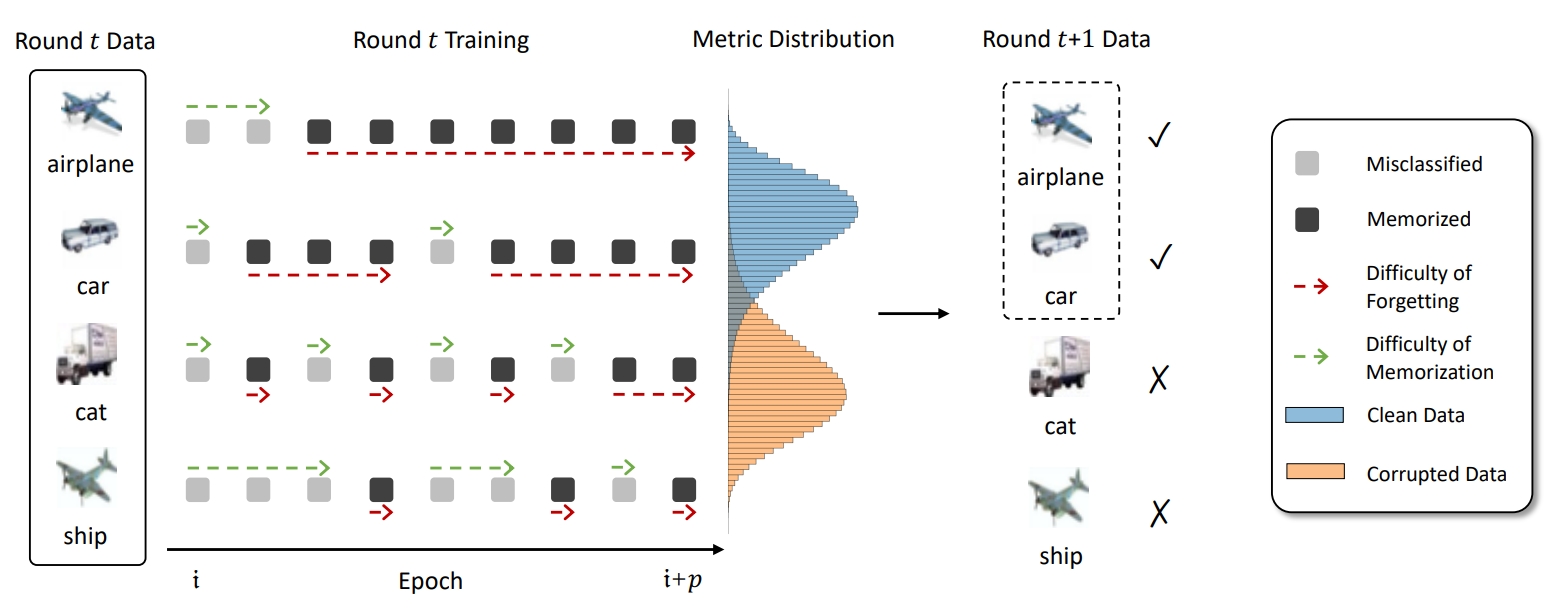 Round t Data
Round t Training
Metric Distribution
Round t+1 Data
airplane
car
cat
ship
i
Epoch
i+p
airplane
✓
car
✓
cat
✗
ship
✗
Misclassified
Memorized
Difficulty of
Forgetting
Difficulty of
Memorization
Clean Data
Corrupted Data